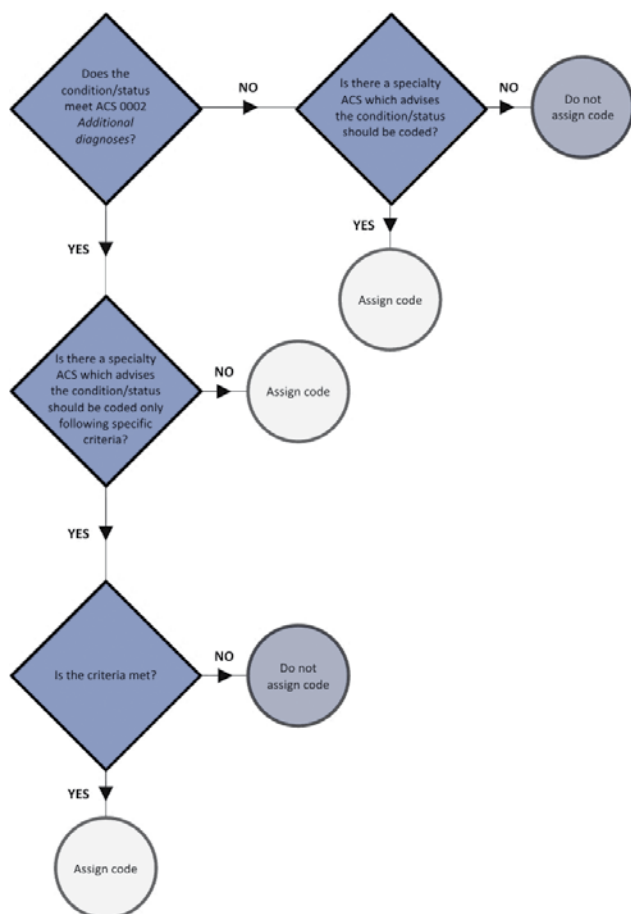 Does the
condition/status
meet ACS 0002
Additional
diagnoses?
NO
Is there a specialty
ACS which advises
the condition/status
should be coded?
NO
Do not
assign code
YES
YES
Assign code
Is there a specialty
ACS which advises
the condition/status
should be coded only
following specific
criteria?
NO
Assign code
YES
Is the criteria met?
NO
Do not
assign code
YES
Assign code